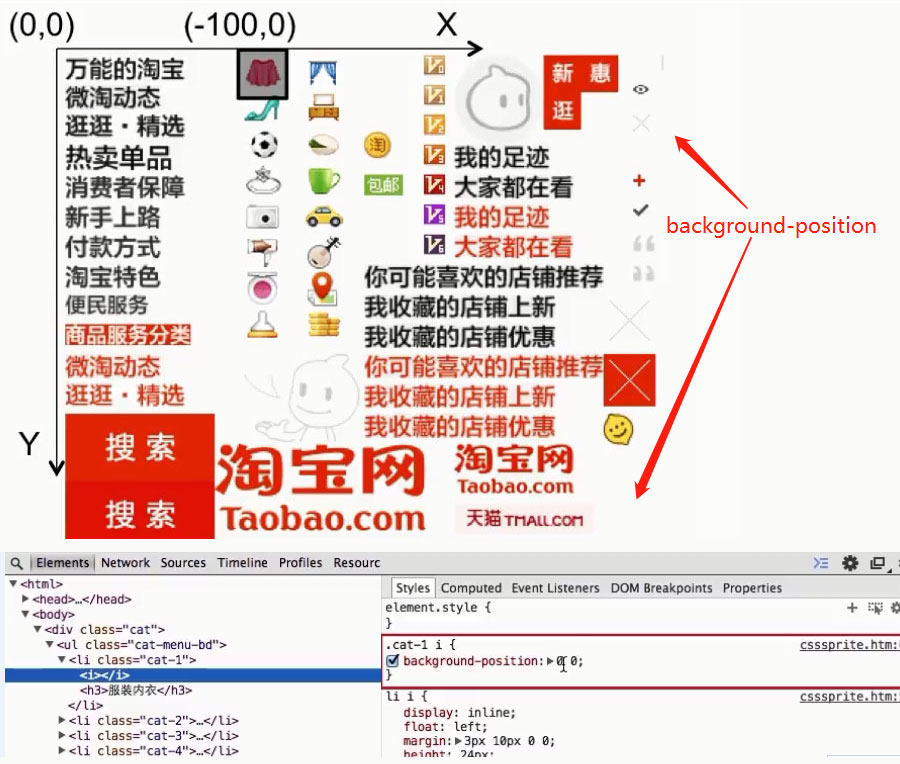 (0,0)
(-100,0)
X
Y
万能的淘宝
微淘动态
逛逛·精选
热卖单品
消费者保障
新手上路
付款方式
淘宝特色
便民服务
商品服务分类
微淘动态
逛逛·精选
搜索
搜索
淘
包邮
V0
V1
V2
V3
V4
V5
V6
新 惠
逛
我的足迹
大家都在看
我的足迹
大家都在看
你可能喜欢的店铺推荐
我收藏的店铺上新
我收藏的店铺优惠
你可能喜欢的店铺推荐
我收藏的店铺上新
我收藏的店铺优惠
淘宝网
Taobao.com
淘宝网
Taobao.com
天猫 TMALL.COM
background-position
Elements Network Sources Timeline Profiles Resourc
<html>
<head>…</head>
<body>
<div class="cat">
<ul class="cat-menu-bd">
<li class="cat-1">
<i></i>
<h3>服装内衣</h3>
</li>
<li class="cat-2">…</li>
<li class="cat-3">…</li>
<li class="cat-4">…</li>
Styles Computed Event Listeners DOM Breakpoints Properties
element.style {
}
.cat-1 i { csssprite.htm:
background-position: 0 0;
}
li i { csssprite.htm:
display: inline;
float: left;
margin: 3px 10px 0 0;
height: 24px;